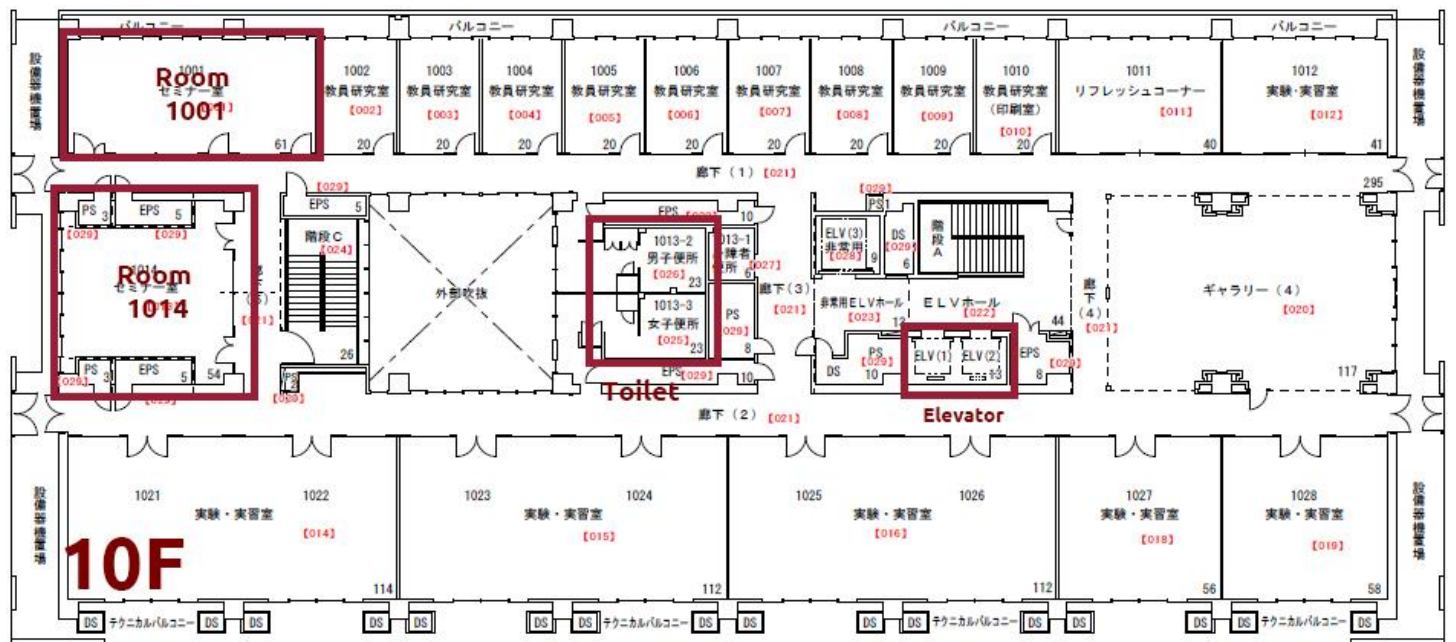 バルコニー
バルコニー
バルコニー
バルコニー
設備器機置場
1001
セミナー室
Room
1001
61
1002
教員研究室
【002】
20
1003
教員研究室
【003】
20
1004
教員研究室
【004】
20
1005
教員研究室
【005】
20
1006
教員研究室
【006】
20
1007
教員研究室
【007】
20
1008
教員研究室
【008】
20
1009
教員研究室
【009】
20
1010
教員研究室
(印刷室)
【010】
20
1011
リフレッシュコーナー
【011】
40
1012
実験・実習室
【012】
41
設備器機置場
廊下(1)【021】
295
PS 3
【029】
EPS 5
【029】
Room
1014
セミナー室
PS 3
【029】
EPS 5
54
【021】
【029】
EPS 5
階段C
【024】
26
PS
【029】
外部吹抜
EPS
10
1013-2
男子便所
【026】
23
1013-3
女子便所
【025】
23
1013-1
【027】
6
PS
【029】
8
EPS【029】
10
Toilet
廊下(3)
【021】
【029】
PS1
ELV(3)
非常用
【028】
9
DS
【029】
6
階段A
非常用ELVホール
【023】
ELVホール
【022】
44
PS
【029】
DS
10
ELV(1)
ELV(2)
13
Elevator
EPS
【029】
8
廊下(4)
【021】
ギャラリー(4)
【020】
117
廊下(2)【021】
設備器機置場
1021
1022
実験・実習室
【014】
114
1023
1024
実験・実習室
【015】
112
1025
1026
実験・実習室
【016】
112
1027
実験・実習室
【018】
56
1028
実験・実習室
【019】
58
設備器機置場
10F
DS テクニカルバルコニー DS DS DS DS DS テクニカルバルコニー DS DS DS DS テクニカルバルコニー DS DS DS DS テクニカルバルコニー DS